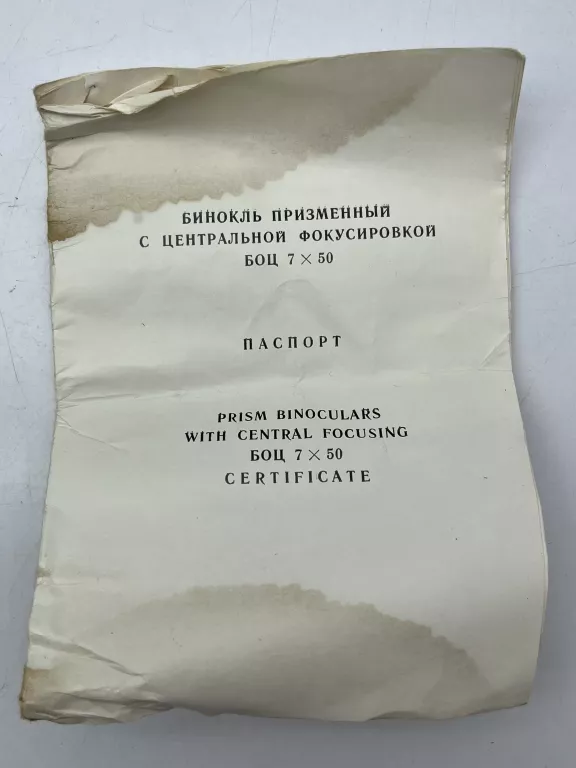 БИНОКЛЬ ПРИЗМЕННЫЙ
С ЦЕНТРАЛЬНОЙ ФОКУСИРОВКОЙ
БОЦ 7×50
ПАСПОРТ
PRISM BINOCULARS
WITH CENTRAL FOCUSING
БОЦ 7×50
CERTIFICATE